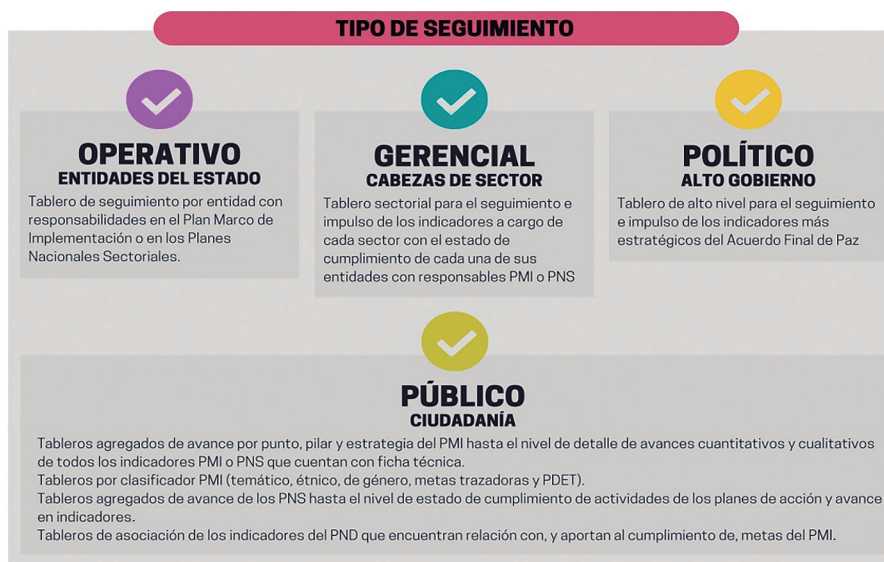 TIPO DE SEGUIMIENTO
OPERATIVO
ENTIDADES DEL ESTADO
Tablero de seguimiento por entidad con
responsabilidades en el Plan Marco de
Implementación o en los Planes
Nacionales Sectoriales.
GERENCIAL
CABEZAS DE SECTOR
Tablero sectorial para el seguimiento e
impulso de los indicadores a cargo de
cada sector con el estado de
cumplimiento de cada una de sus
entidades con responsables PMI o PNS
POLÍTICO
ALTO GOBIERNO
Tablero de alto nivel para el seguimiento
e impulso de los indicadores más
estratégicos del Acuerdo Final de Paz
PÚBLICO
CIUDADANÍA
Tableros agregados de avance por punto, pilar y estrategia del PMI hasta el nivel de detalle de avances cuantitativos y cualitativos
de todos los indicadores PMI o PNS que cuentan con ficha técnica.
Tableros por clasificador PMI (temático, étnico, de género, metas trazadoras y PDET).
Tableros agregados de avance de los PNS hasta el nivel de estado de cumplimiento de actividades de los planes de acción y avance
en indicadores.
Tableros de asociación de los indicadores del PND que encuentran relación con, y aportan al cumplimiento de, metas del PMI.